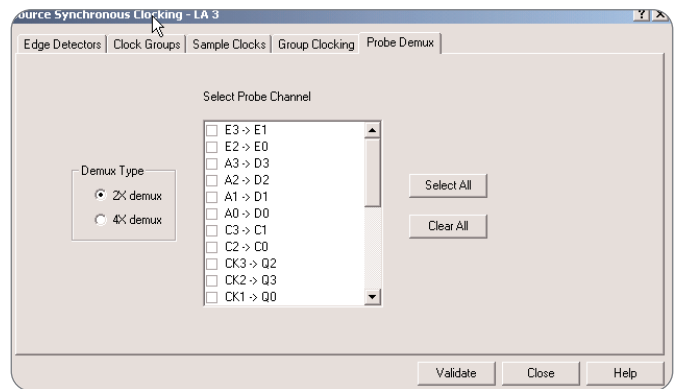 ource Synchronous Clocking - LA 3
Edge Detectors Clock Groups Sample Clocks Group Clocking Probe Demux
Select Probe Channel
E3 -> E1
E2 -> E0
A3 -> D3
A2 -> D2
A1 -> D1
A0 -> D0
C3 -> C1
C2 -> C0
CK3 -> Q2
CK2 -> Q3
CK1 -> Q0
Demux Type
2X demux
4X demux
Select All
Clear All
Validate Close Help